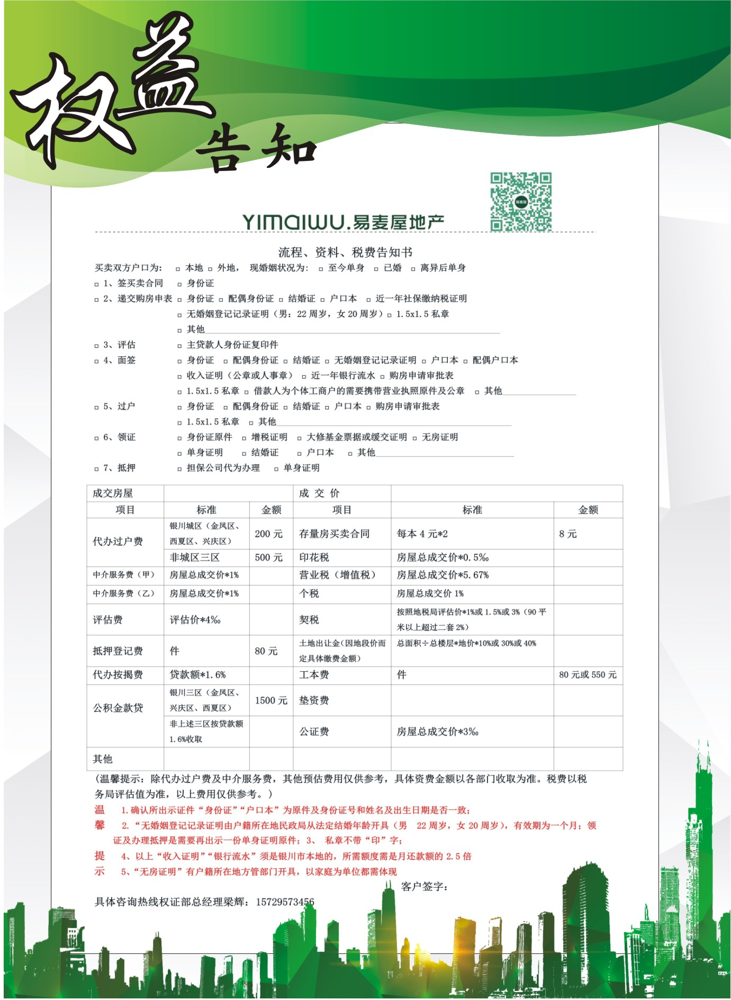 权益
告知
易麦屋
YIMAIWU.易麦屋地产
流程、资料、税费告知书
买卖双方户口为： □ 本地 □ 外地， 现婚姻状况为： □ 至今单身 □ 已婚 □ 离异后单身
□ 1、签买卖合同 □ 身份证
□ 2、递交购房申表 □ 身份证 □ 配偶身份证 □ 结婚证 □ 户口本 □ 近一年社保缴纳税证明
□ 无婚姻登记记录证明（男：22 周岁，女 20 周岁）□ 1.5x1.5 私章
□ 其他
□ 3、评估 □ 主贷款人身份证复印件
□ 4、面签 □ 身份证 □ 配偶身份证 □ 结婚证 □ 无婚姻登记记录证明 □ 户口本 □ 配偶户口本
□ 收入证明（公章或人事章） □ 近一年银行流水 □ 购房申请审批表
□ 1.5x1.5 私章 □ 借款人为个体工商户的需要携带营业执照原件及公章 □ 其他
□ 5、过户 □ 身份证 □ 配偶身份证 □ 结婚证 □ 户口本 □ 购房申请审批表
□ 1.5x1.5 私章 □ 其他
□ 6、领证 □ 身份证原件 □ 增税证明 □ 大修基金票据或缓交证明 □ 无房证明
□ 单身证明 □ 结婚证 □ 户口本 □ 其他
□ 7、抵押 □ 担保公司代为办理 □ 单身证明
成交房屋 成 交 价
项目 标准 金额 项目 标准 金额
代办过户费 银川城区（金凤区、西夏区、兴庆区） 200 元 存量房买卖合同 每本 4 元*2 8 元
非城区三区 500 元 印花税 房屋总成交价*0.5‰
中介服务费（甲） 房屋总成交价*1% 营业税（增值税） 房屋总成交价*5.67%
中介服务费（乙） 房屋总成交价*1% 个税 房屋总成交价 1%
评估费 评估价*4‰ 契税 按照地税局评估价*1%或 1.5%或 3%（90 平米以上超过二套 2%）
抵押登记费 件 80 元 土地出让金（因地段价而定具体缴费金额） 总面积÷总楼层*地价*10%或 30%或 40%
代办按揭费 贷款额*1.6% 工本费 件 80 元或 550 元
公积金款贷 银川三区（金凤区、兴庆区、西夏区） 1500 元 垫资费
非上述三区按贷款额 1.6%收取 公证费 房屋总成交价*3‰
其他
(温馨提示：除代办过户费及中介服务费，其他预估费用仅供参考，具体资费金额以各部门收取为准。税费以税
务局评估值为准，以上费用仅供参考。)
温 1.确认所出示证件“身份证”“户口本”为原件及身份证号和姓名及出生日期是否一致；
馨 2.“无婚姻登记记录证明由户籍所在地民政局从法定结婚年龄开具（男 22 周岁，女 20 周岁），有效期为一个月；领
证及办理抵押是需要再出示一份单身证明原件；3、 私章不带“印”字；
提 4、以上“收入证明”“银行流水”须是银川市本地的，所需额度需是月还款额的 2.5 倍
示 5、“无房证明”有户籍所在地方管部门开具，以家庭为单位都需体现
客户签字：
具体咨询热线权证部总经理梁辉：15729573456